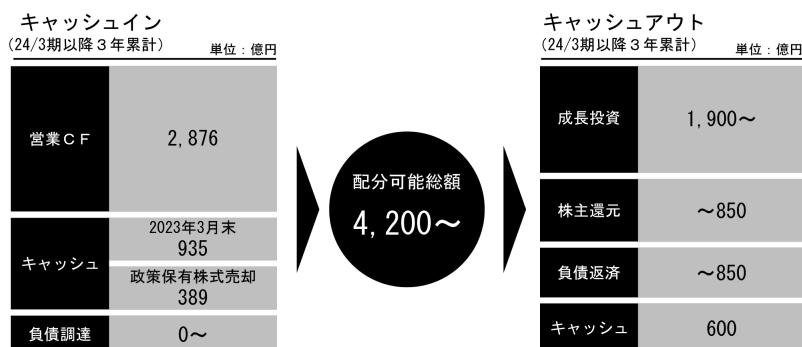 キャッシュイン
(24/3期以降３年累計)
単位：億円
営業ＣＦ
2,876
キャッシュ
2023年3月末
935
政策保有株式売却
389
負債調達
0～
配分可能総額
4,200～
キャッシュアウト
(24/3期以降３年累計)
単位：億円
成長投資
1,900～
株主還元
～850
負債返済
～850
キャッシュ
600